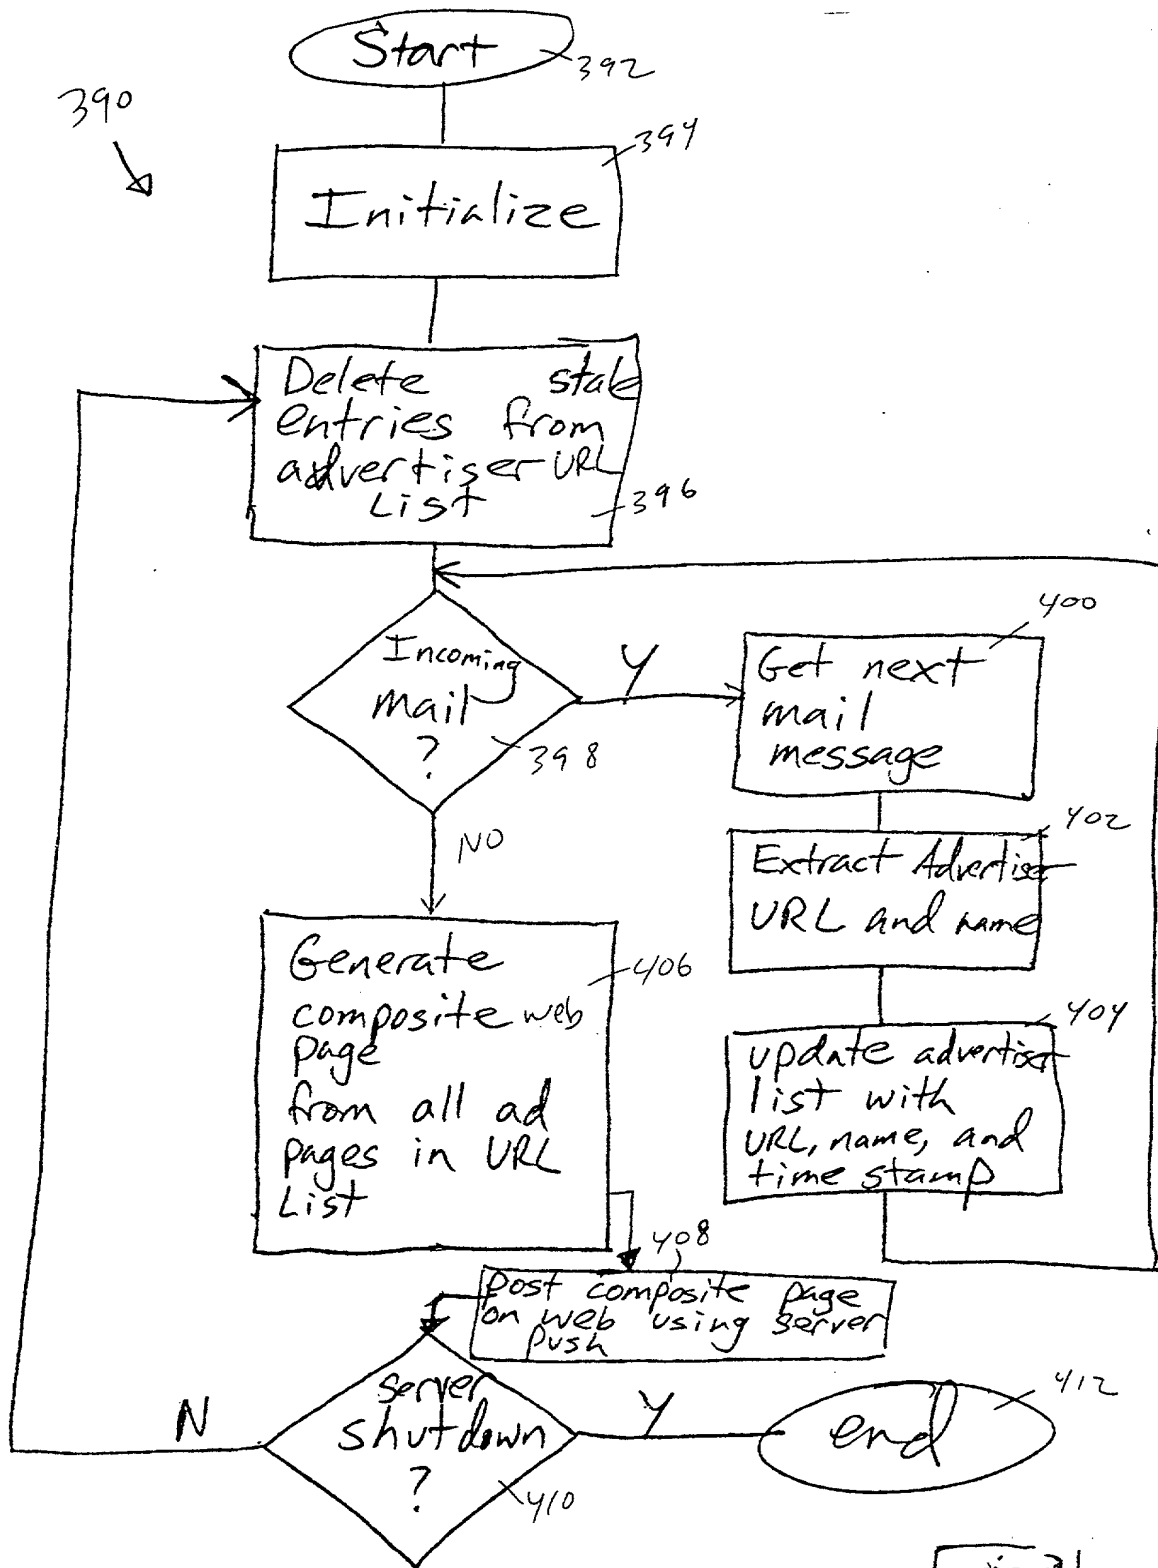 Start
392
390
394
Initialize
Delete stale
entries from
advertiser URL
List
396
Incoming
mail
?
398
Y
400
Get next
mail
message
402
Extract Advertiser
URL and name
404
update advertiser
list with
URL, name, and
time stamp
NO
Generate
composite web
page
from all ad
pages in URL
List
406
408
post composite page
on web using server
push
server
shutdown
?
410
N
Y
end
412